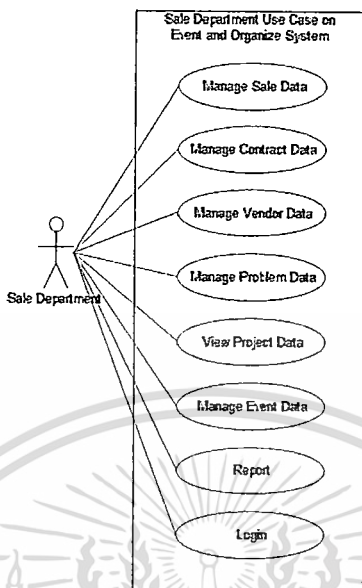 Sale Department Use Case on
Event and Organize System
Manage Sale Data
Manage Contract Data
Manage Vendor Data
Manage Problem Data
Sale Department
View Project Data
Manage Event Data
Report
Login